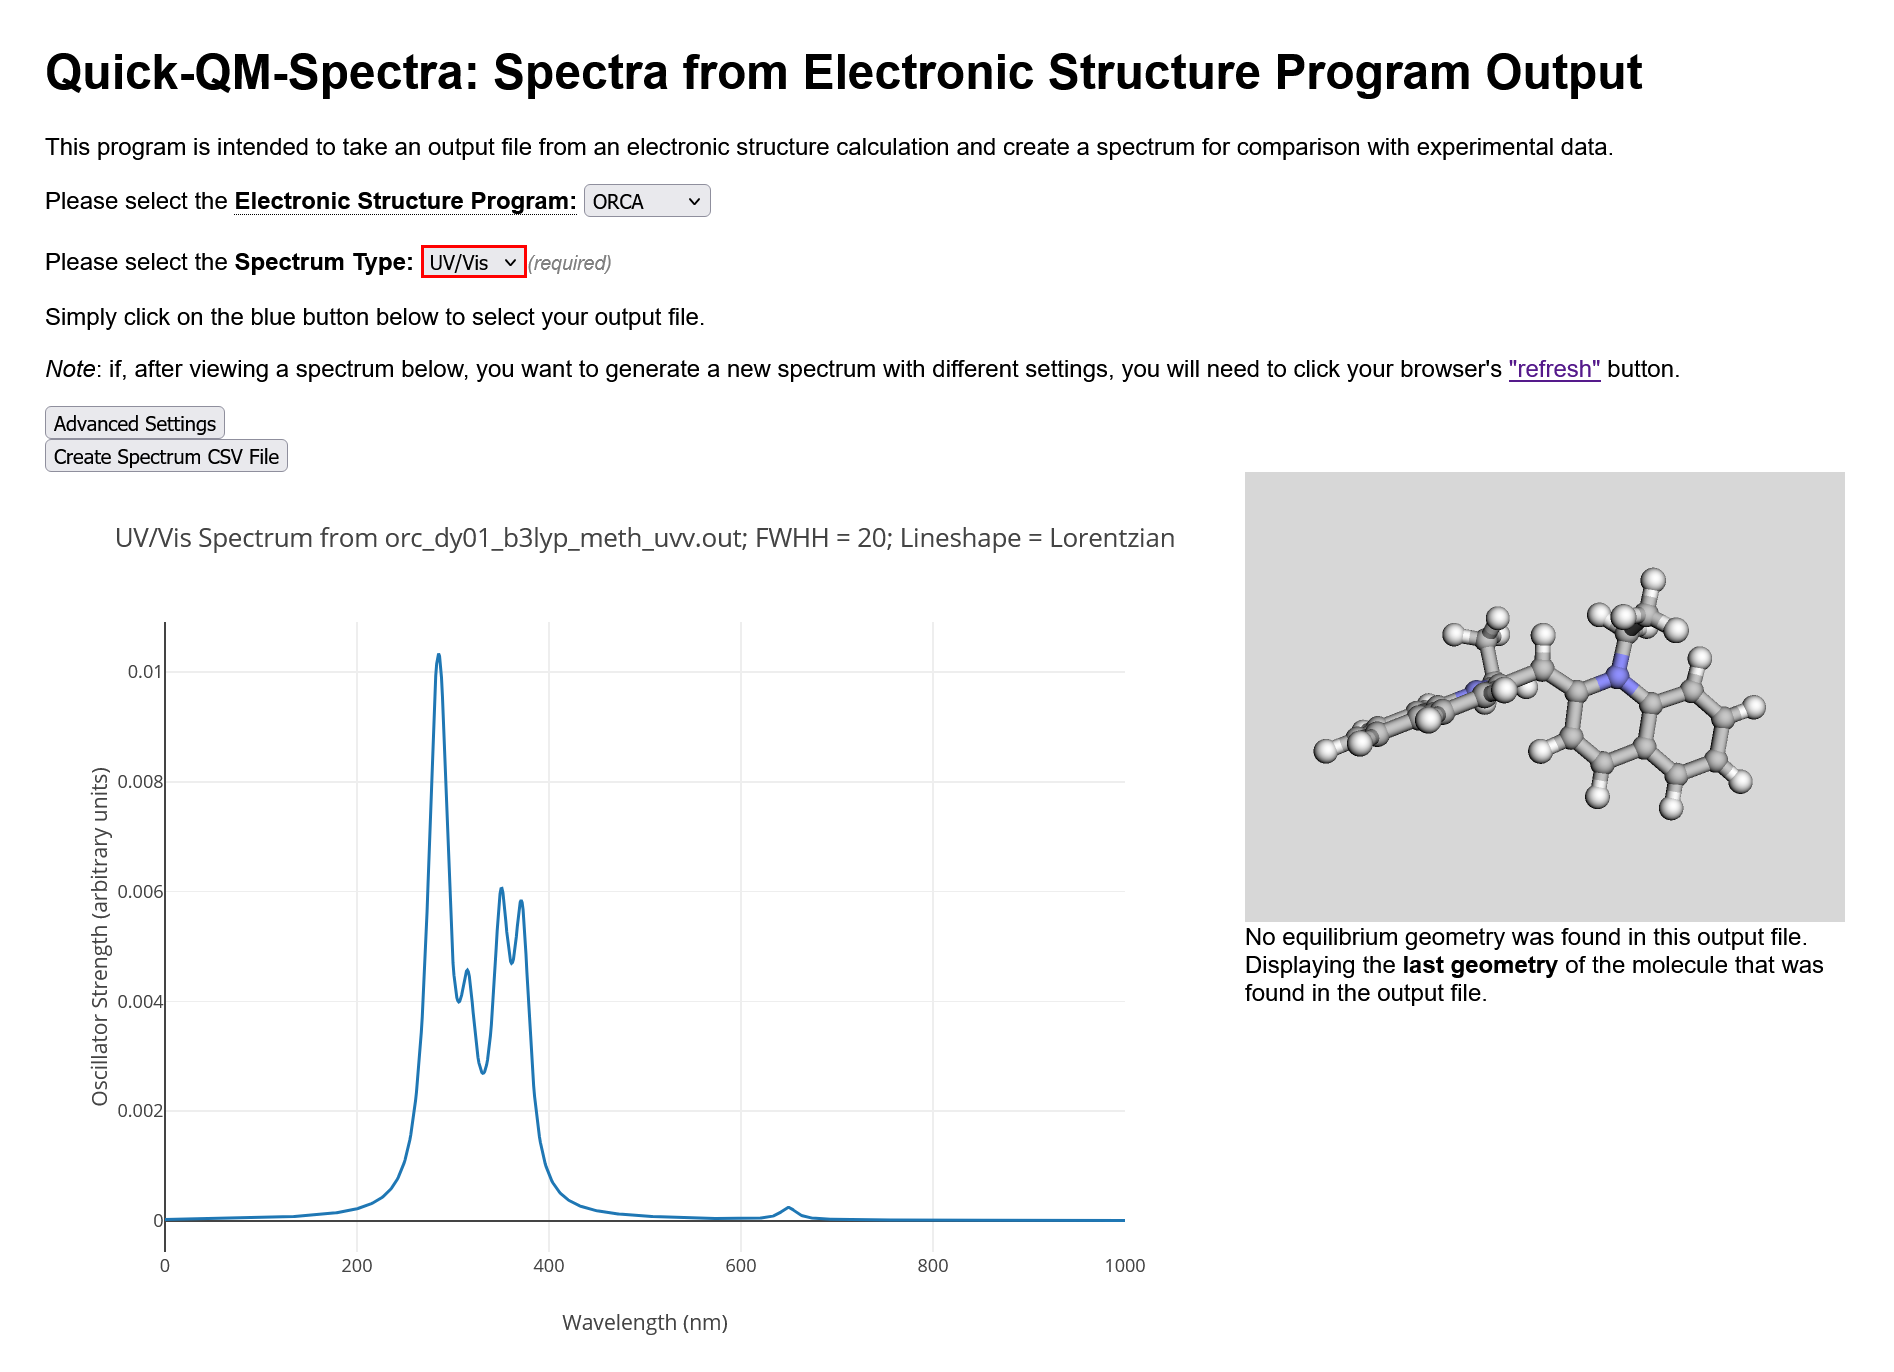 Quick-QM-Spectra: Spectra from Electronic Structure Program Output
This program is intended to take an output file from an electronic structure calculation and create a spectrum for comparison with experimental data.
Please select the Electronic Structure Program: ORCA
Please select the Spectrum Type: UV/Vis (required)
Simply click on the blue button below to select your output file.
Note: if, after viewing a spectrum below, you want to generate a new spectrum with different settings, you will need to click your browser's "refresh" button.
Advanced Settings
Create Spectrum CSV File
UV/Vis Spectrum from orc_dy01_b3lyp_meth_uvv.out; FWHH = 20; Lineshape = Lorentzian
Oscillator Strength (arbitrary units)
0.01
0.008
0.006
0.004
0.002
0
0 200 400 600 800 1000
Wavelength (nm)
No equilibrium geometry was found in this output file.
Displaying the last geometry of the molecule that was
found in the output file.